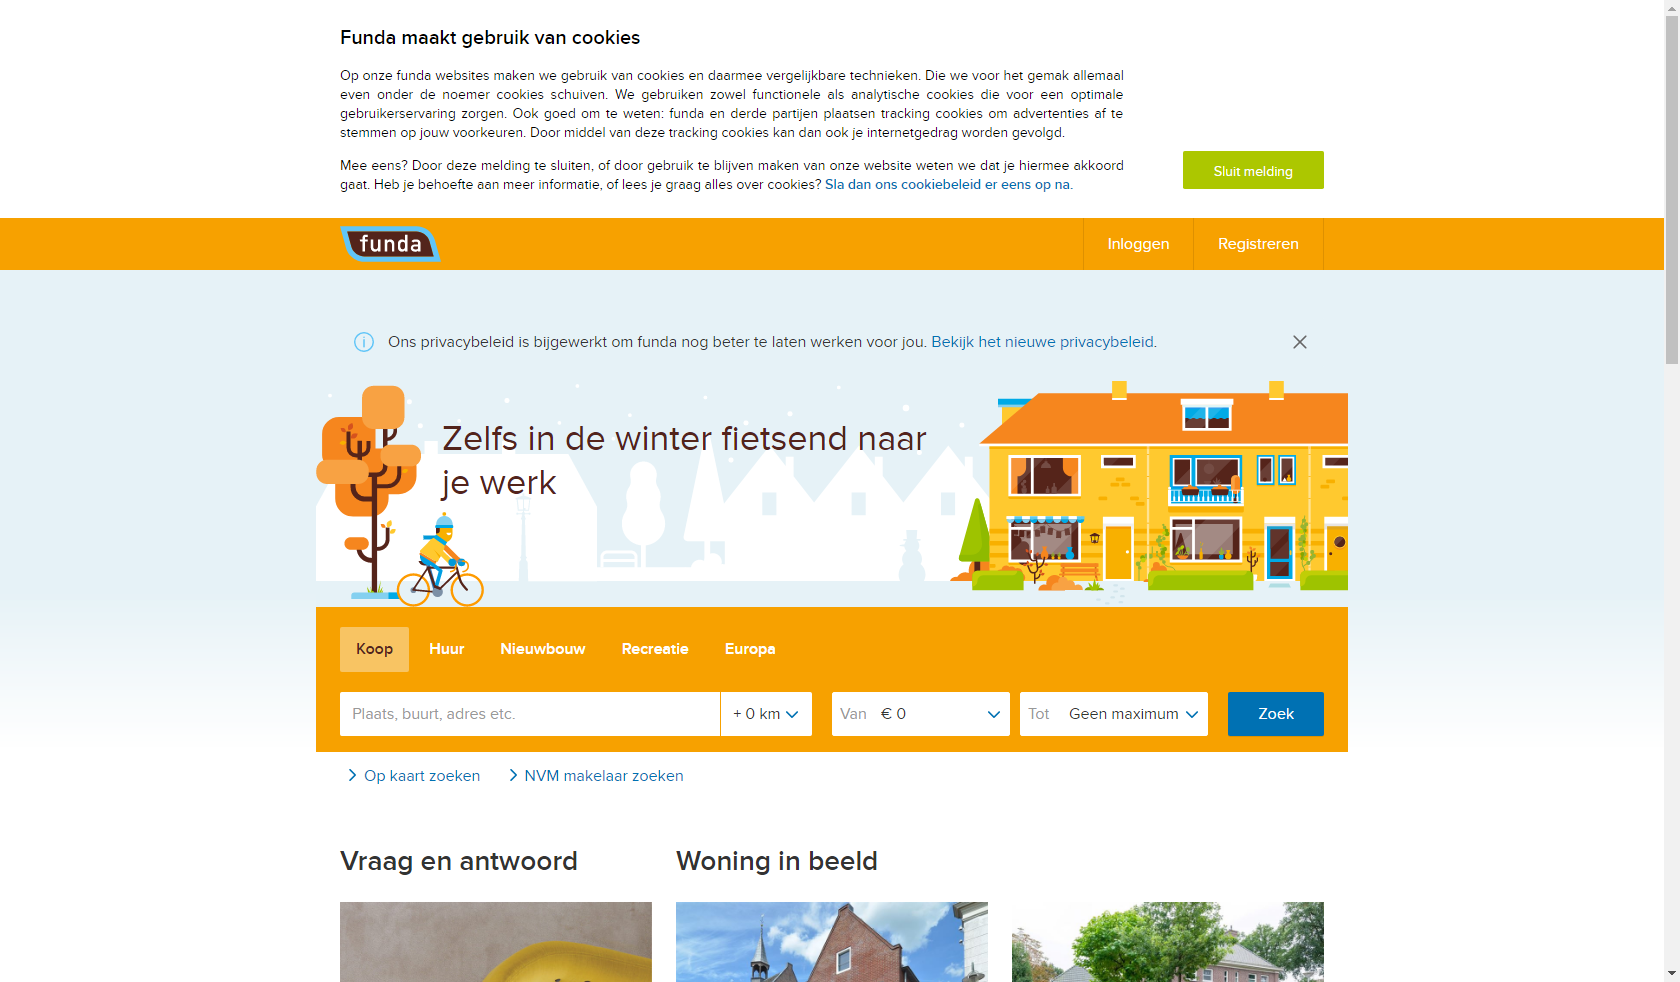 Funda maakt gebruik van cookies
Op onze funda websites maken we gebruik van cookies en daarmee vergelijkbare technieken. Die we voor het gemak allemaal
even onder de noemer cookies schuiven. We gebruiken zowel functionele als analytische cookies die voor een optimale
gebruikerservaring zorgen. Ook goed om te weten: funda en derde partijen plaatsen tracking cookies om advertenties af te
stemmen op jouw voorkeuren. Door middel van deze tracking cookies kan dan ook je internetgedrag worden gevolgd.
Mee eens? Door deze melding te sluiten, of door gebruik te blijven maken van onze website weten we dat je hiermee akkoord
gaat. Heb je behoefte aan meer informatie, of lees je graag alles over cookies? Sla dan ons cookiebeleid er eens op na.
Sluit melding
funda
Inloggen
Registreren
Ons privacybeleid is bijgewerkt om funda nog beter te laten werken voor jou. Bekijk het nieuwe privacybeleid.
Zelfs in de winter fietsend naar
je werk
Koop
Huur
Nieuwbouw
Recreatie
Europa
Plaats, buurt, adres etc.
+ 0 km
Van € 0
Tot Geen maximum
Zoek
Op kaart zoeken
NVM makelaar zoeken
Vraag en antwoord
Woning in beeld